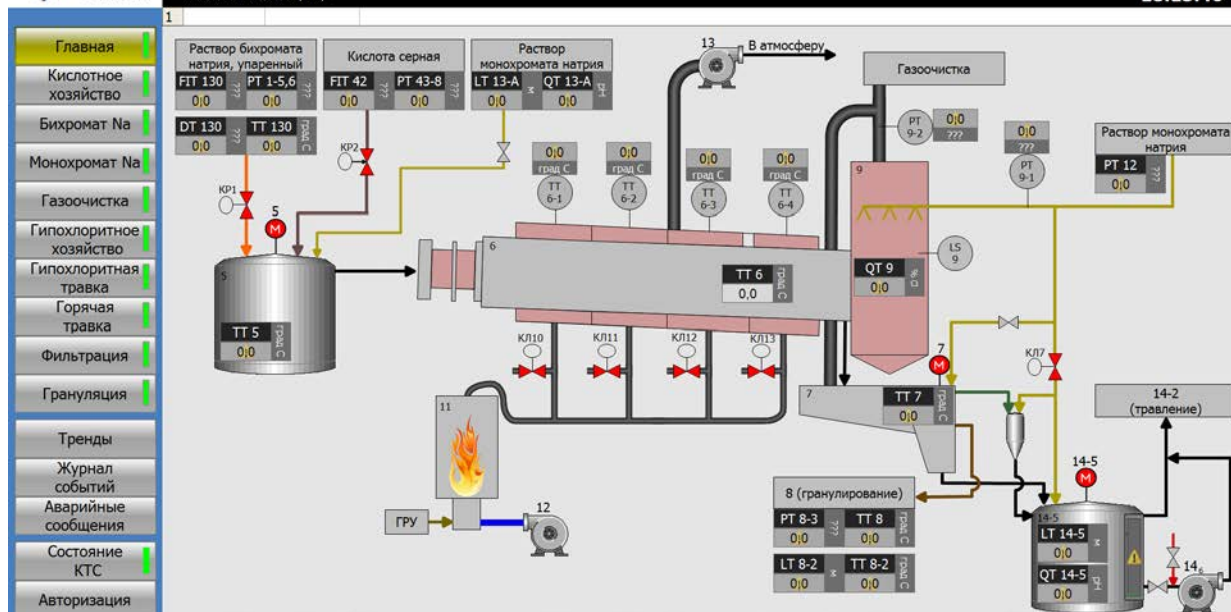 1
Главная
Кислотное
хозяйство
Бихромат Na
Монохромат Na
Газоочистка
Гипохлоритное
хозяйство
Гипохлоритная
травка
Горячая
травка
Фильтрация
Грануляция
Тренды
Журнал
событий
Аварийные
сообщения
Состояние
КТС
Авторизация
Раствор бихромата
натрия, упаренный
FIT 130 ??? PT 1-5,6 ???
0,0 0,0
DT 130 ??? TT 130 град С
0,0 0,0
Кислота серная
FIT 42 ??? PT 43-8 ???
0,0 0,0
Раствор
монохромата натрия
LT 13-A м QT 13-A pH
0,0 0,0
13
В атмосферу
Газоочистка
PT
9-2
0,0
???
0,0
???
PT
9-1
Раствор монохромата
натрия
PT 12 ???
0,0
КР1
КР2
5
M
5
TT 5 град С
0,0
0,0 0,0 0,0 0,0
град С град С град С град С
TT TT TT TT
6-1 6-2 6-3 6-4
6
TT 6 град С
0,0
9
QT 9
0,0
LS
9
КЛ10 КЛ11 КЛ12 КЛ13
7
M
7
TT 7 град С
0,0
КЛ7
11
ГРУ
12
8 (гранулирование)
PT 8-3 ??? TT 8 град С
0,0 0,0
LT 8-2 м TT 8-2 град С
0,0 0,0
14-2
(травление)
14-5
M
14-5
LT 14-5 м
0,0
QT 14-5 pH
0,0
14